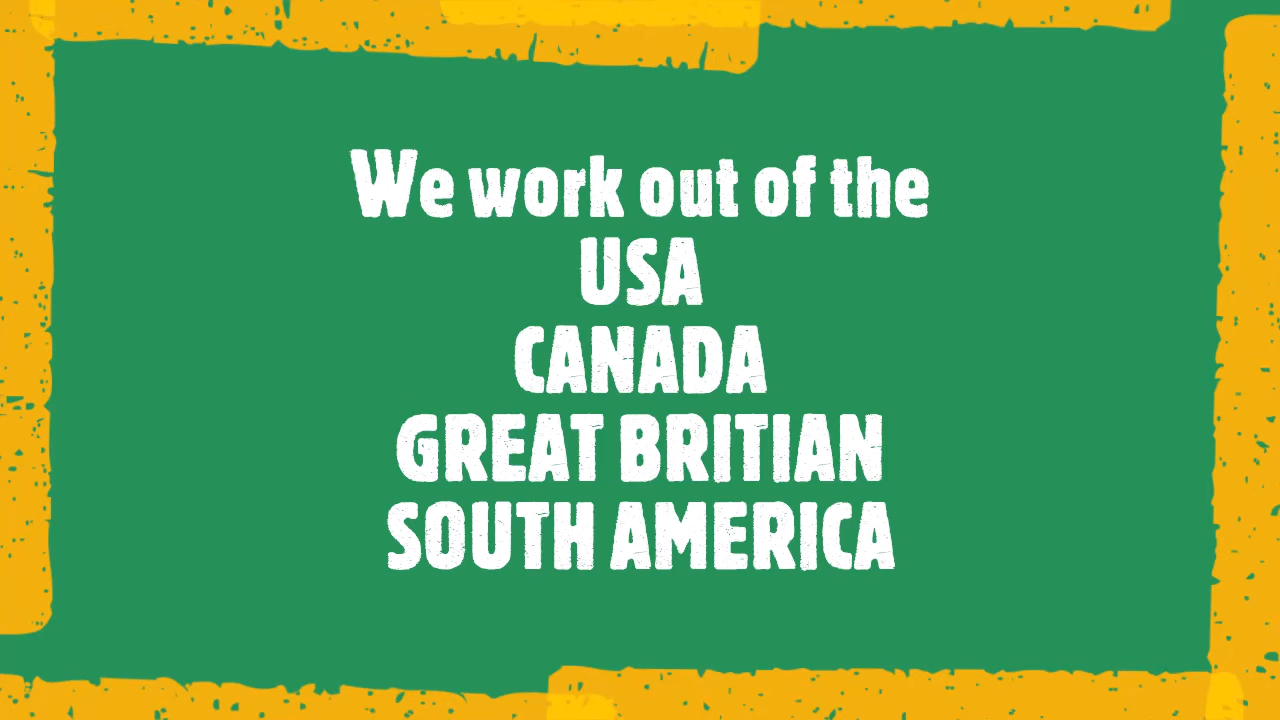 We work out of the
USA
CANADA
GREAT BRITIAN
SOUTH AMERICA